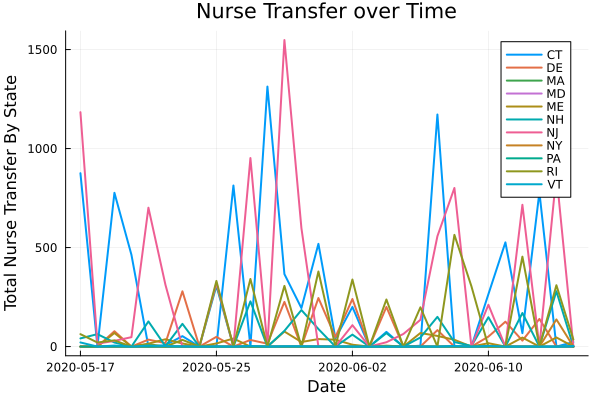 Nurse Transfer over Time
Total Nurse Transfer By State
1500
1000
500
0
2020-05-17
2020-05-25
2020-06-02
2020-06-10
Date
CT
DE
MA
MD
ME
NH
NJ
NY
PA
RI
VT